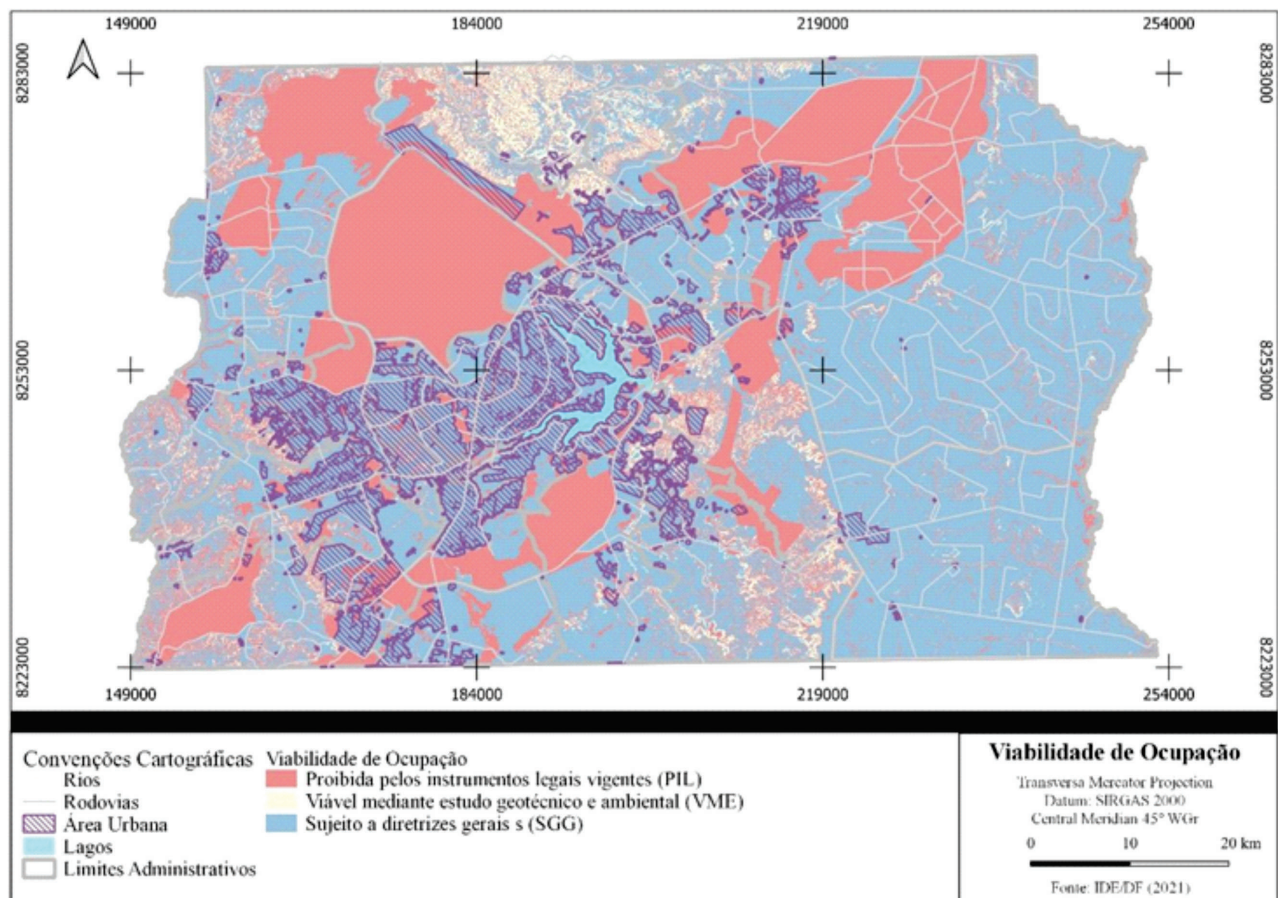 149000 184000 219000 254000
8283000 8283000
8253000 8253000
8223000 8223000
149000 184000 219000 254000
Convenções Cartográficas
Rios
Rodovias
Área Urbana
Lagos
Limites Administrativos
Viabilidade de Ocupação
Proibida pelos instrumentos legais vigentes (PIL)
Viável mediante estudo geotécnico e ambiental (VME)
Sujeito a diretrizes gerais s (SGG)
Viabilidade de Ocupação
Transversa Mercator Projection
Datum: SIRGAS 2000
Central Meridian 45° WGr
0 10 20 km
Fonte: IDE/DF (2021)